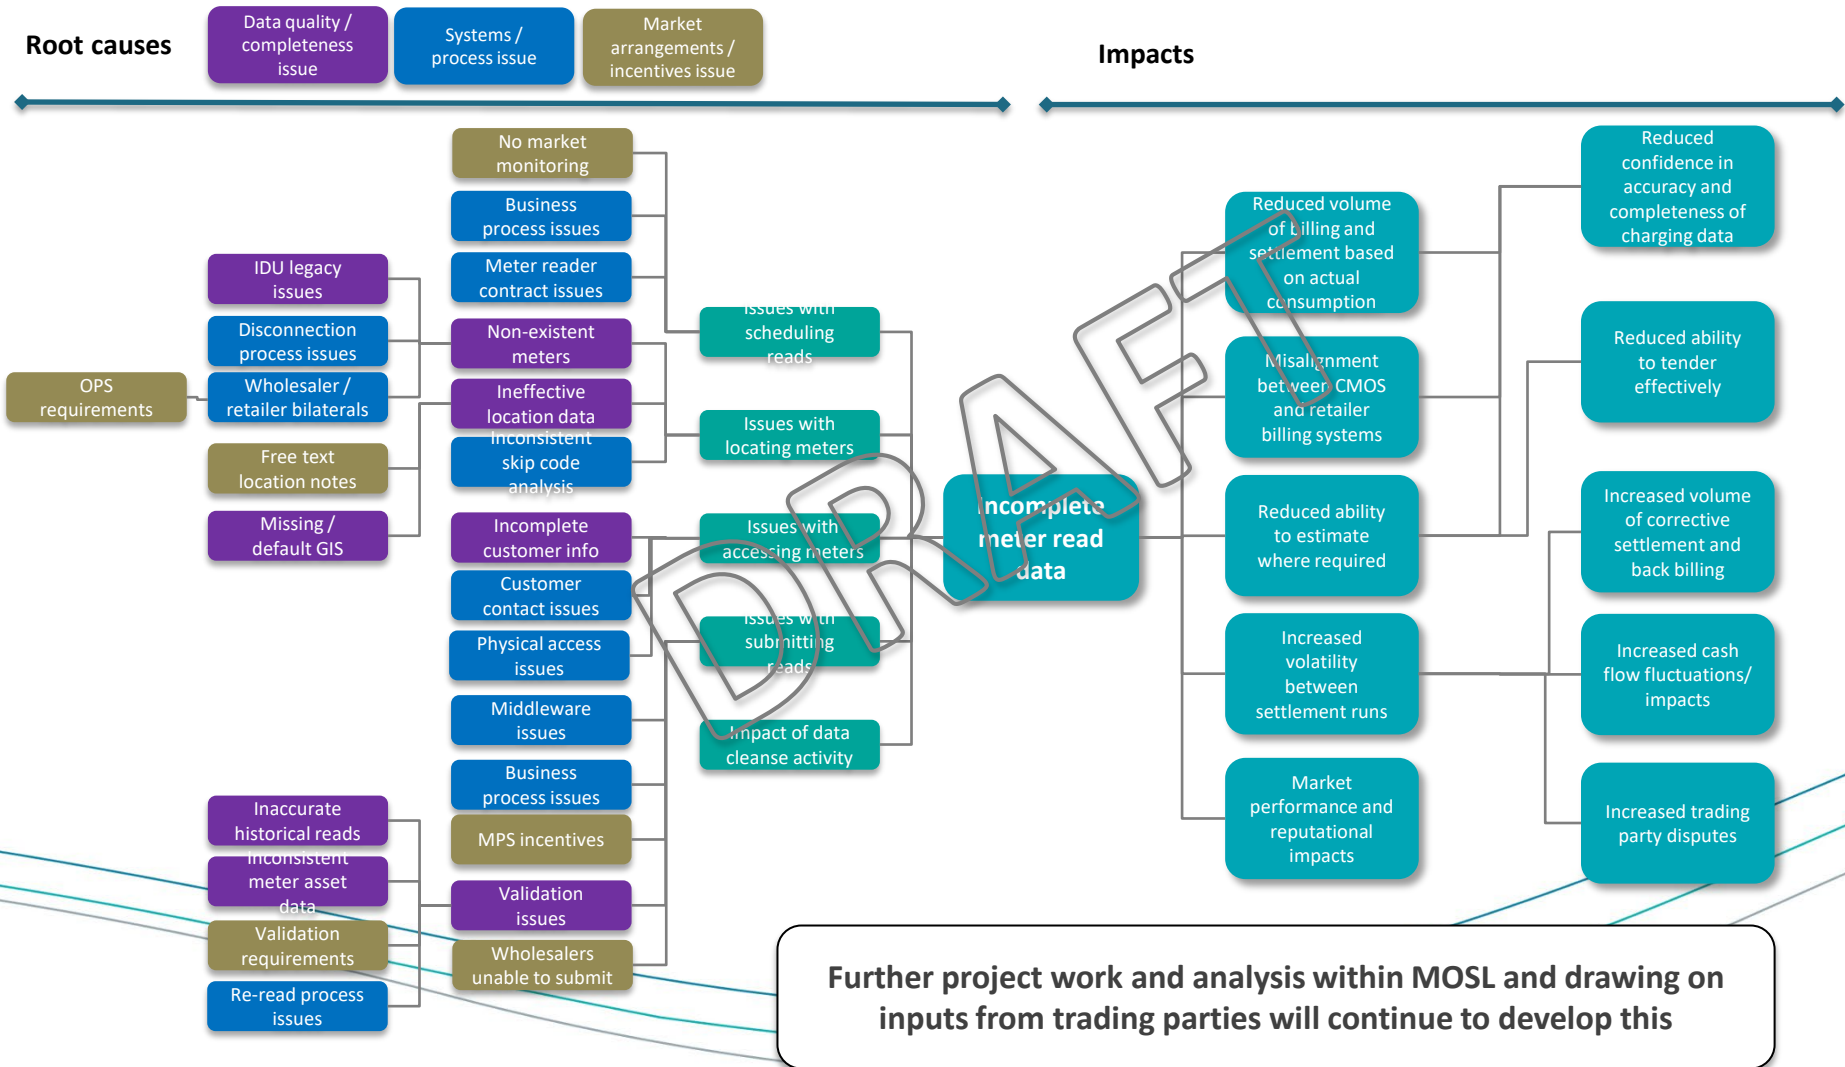 Root causes
Data quality /
completeness
issue
Systems /
process issue
Market
arrangements /
incentives issue
Impacts
No market
monitoring
Business
process issues
Meter reader
contract issues
IDU legacy
issues
Disconnection
process issues
Wholesaler /
retailer bilaterals
OPS
requirements
Free text
location notes
Missing /
default GIS
Non-existent
meters
Ineffective
location data
Inconsistent
skip code
analysis
Incomplete
customer info
Customer
contact issues
Physical access
issues
Middleware
issues
Business
process issues
MPS incentives
Validation
issues
Wholesalers
unable to submit
Inaccurate
historical reads
Inconsistent
meter asset
data
Validation
requirements
Re-read process
issues
Issues with
scheduling
reads
Issues with
locating meters
Issues with
accessing meters
Issues with
submitting
reads
Impact of data
cleanse activity
Incomplete
meter read
data
DRAFT
Reduced volume
of billing and
settlement based
on actual
consumption
Misalignment
between CMOS
and retailer
billing systems
Reduced ability
to estimate
where required
Increased
volatility
between
settlement runs
Market
performance and
reputational
impacts
Reduced
confidence in
accuracy and
completeness of
charging data
Reduced ability
to tender
effectively
Increased volume
of corrective
settlement and
back billing
Increased cash
flow fluctuations/
impacts
Increased trading
party disputes
Further project work and analysis within MOSL and drawing on
inputs from trading parties will continue to develop this